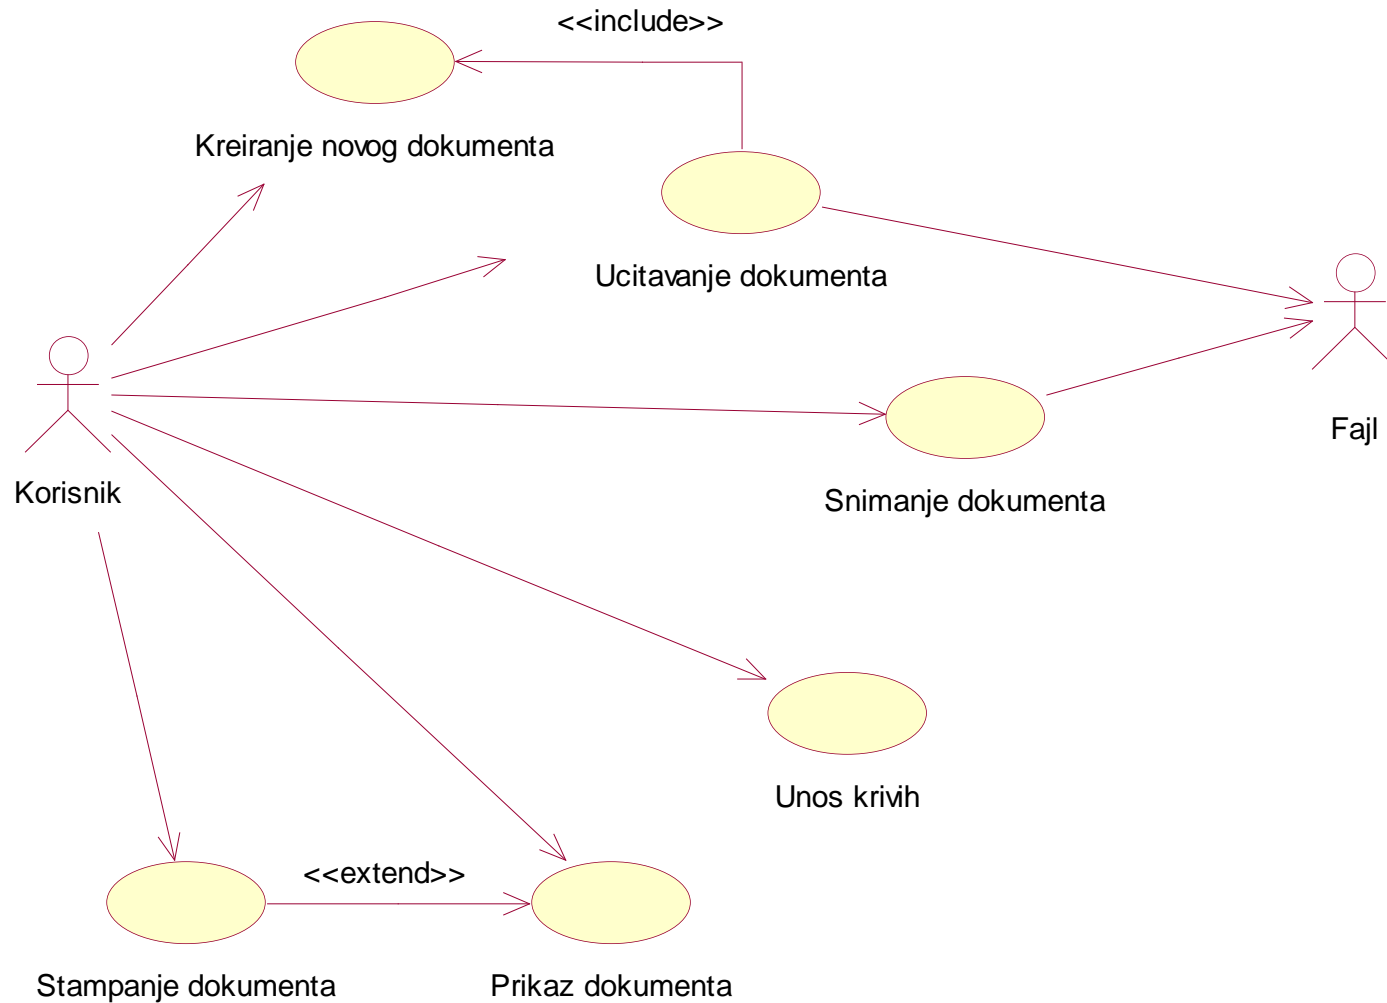 <<include>>
Kreiranje novog dokumenta
Ucitavanje dokumenta
Fajl
Korisnik
Snimanje dokumenta
Unos krivih
<<extend>>
Stampanje dokumenta
Prikaz dokumenta